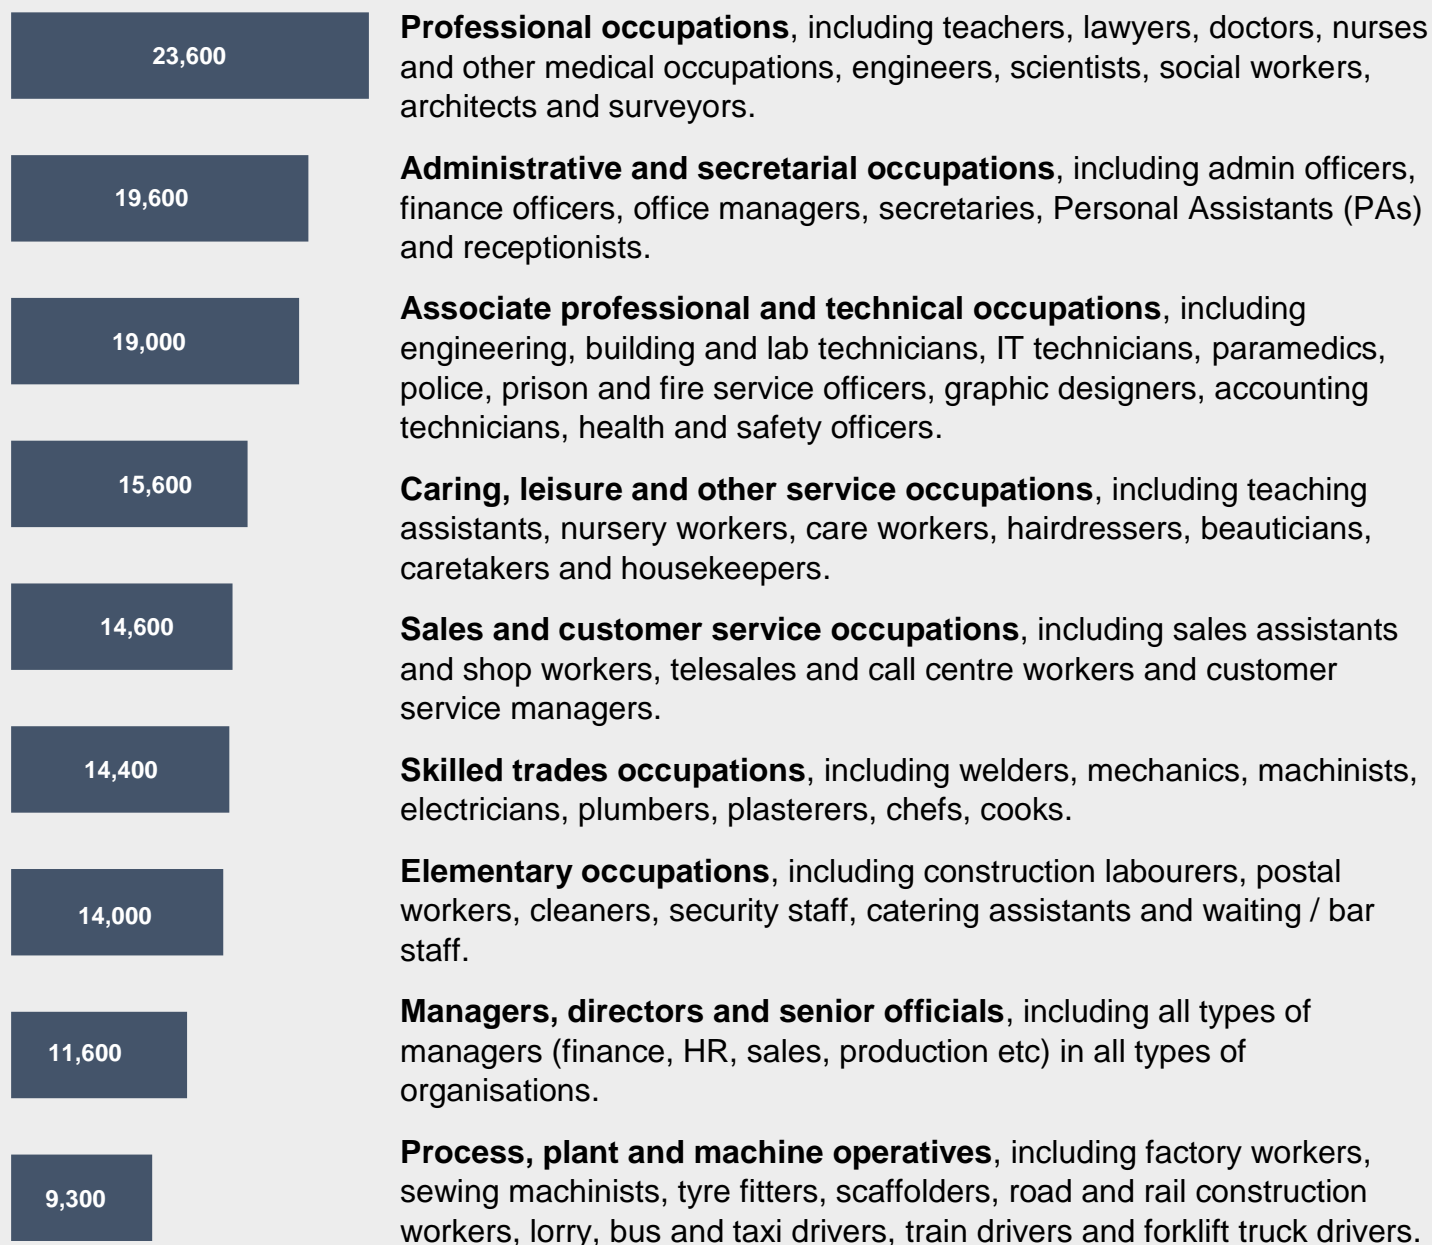 23,600
Professional occupations, including teachers, lawyers, doctors, nurses
and other medical occupations, engineers, scientists, social workers,
architects and surveyors.
19,600
Administrative and secretarial occupations, including admin officers,
finance officers, office managers, secretaries, Personal Assistants (PAs)
and receptionists.
19,000
Associate professional and technical occupations, including
engineering, building and lab technicians, IT technicians, paramedics,
police, prison and fire service officers, graphic designers, accounting
technicians, health and safety officers.
15,600
Caring, leisure and other service occupations, including teaching
assistants, nursery workers, care workers, hairdressers, beauticians,
caretakers and housekeepers.
14,600
Sales and customer service occupations, including sales assistants
and shop workers, telesales and call centre workers and customer
service managers.
14,400
Skilled trades occupations, including welders, mechanics, machinists,
electricians, plumbers, plasterers, chefs, cooks.
14,000
Elementary occupations, including construction labourers, postal
workers, cleaners, security staff, catering assistants and waiting / bar
staff.
11,600
Managers, directors and senior officials, including all types of
managers (finance, HR, sales, production etc) in all types of
organisations.
9,300
Process, plant and machine operatives, including factory workers,
sewing machinists, tyre fitters, scaffolders, road and rail construction
workers, lorry, bus and taxi drivers, train drivers and forklift truck drivers.